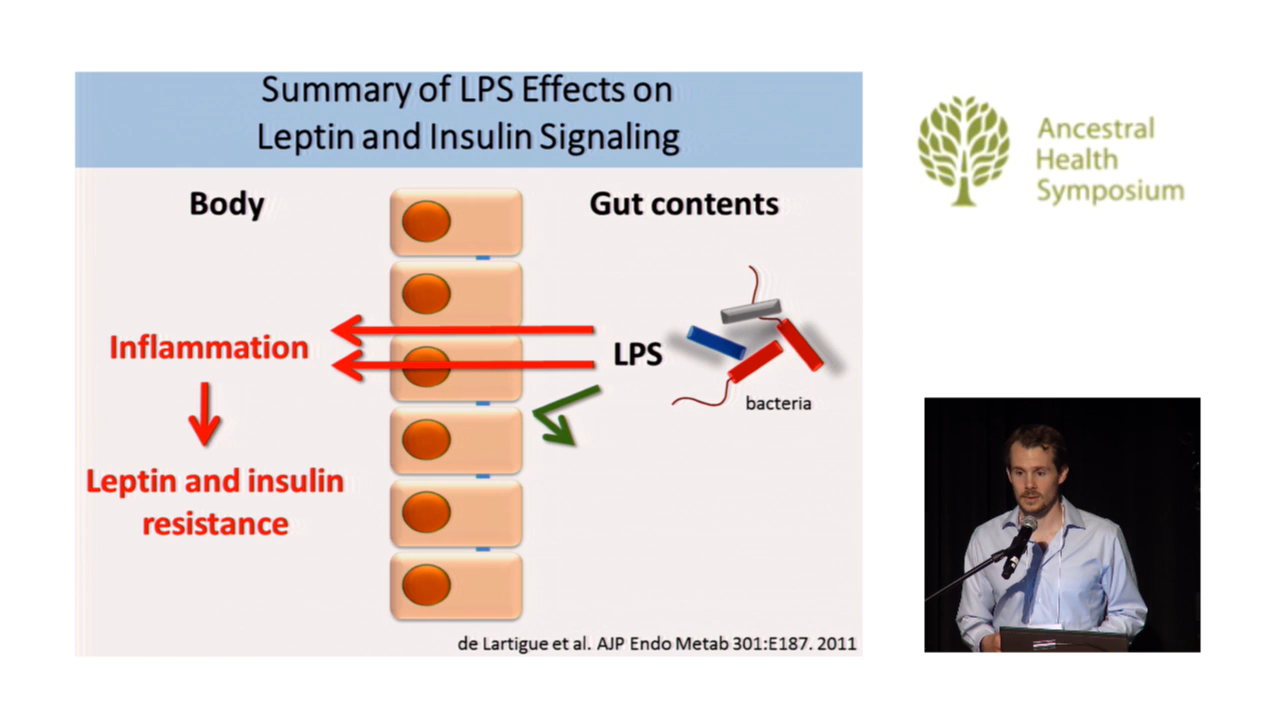 Summary of LPS Effects on
Leptin and Insulin Signaling
Body
Gut contents
Inflammation
LPS
bacteria
Leptin and insulin
resistance
de Lartigue et al. AJP Endo Metab 301:E187. 2011
Ancestral
Health
Symposium